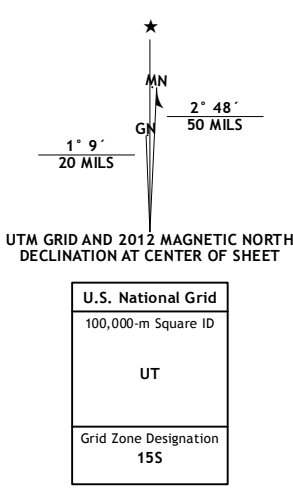 ★
MN
GN
2° 48´
50 MILS
1° 9´
20 MILS
UTM GRID AND 2012 MAGNETIC NORTH
DECLINATION AT CENTER OF SHEET
U.S. National Grid
100,000-m Square ID
UT
Grid Zone Designation
15S